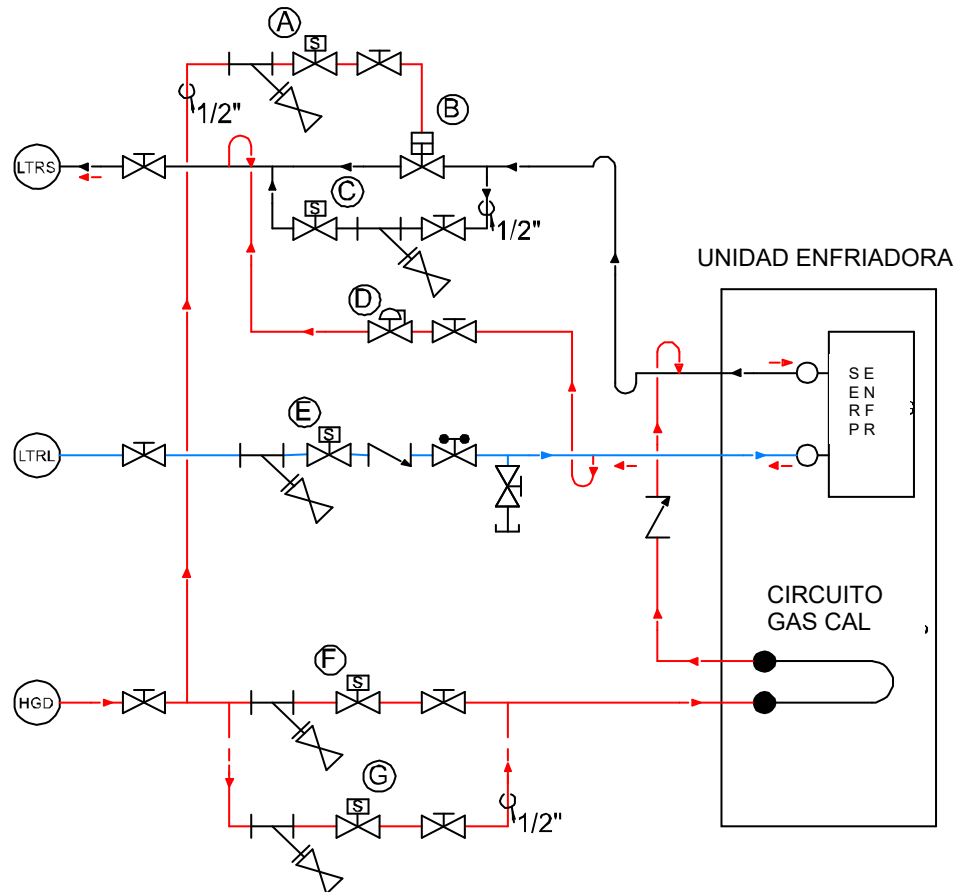 A
S
1/2"
B
LTRS
C
S
1/2"
UNIDAD ENFRIADORA
D
S E
E N
R F
P R
E
S
LTRL
CIRCUITO
GAS CAL
F
S
HGD
G
S
1/2"